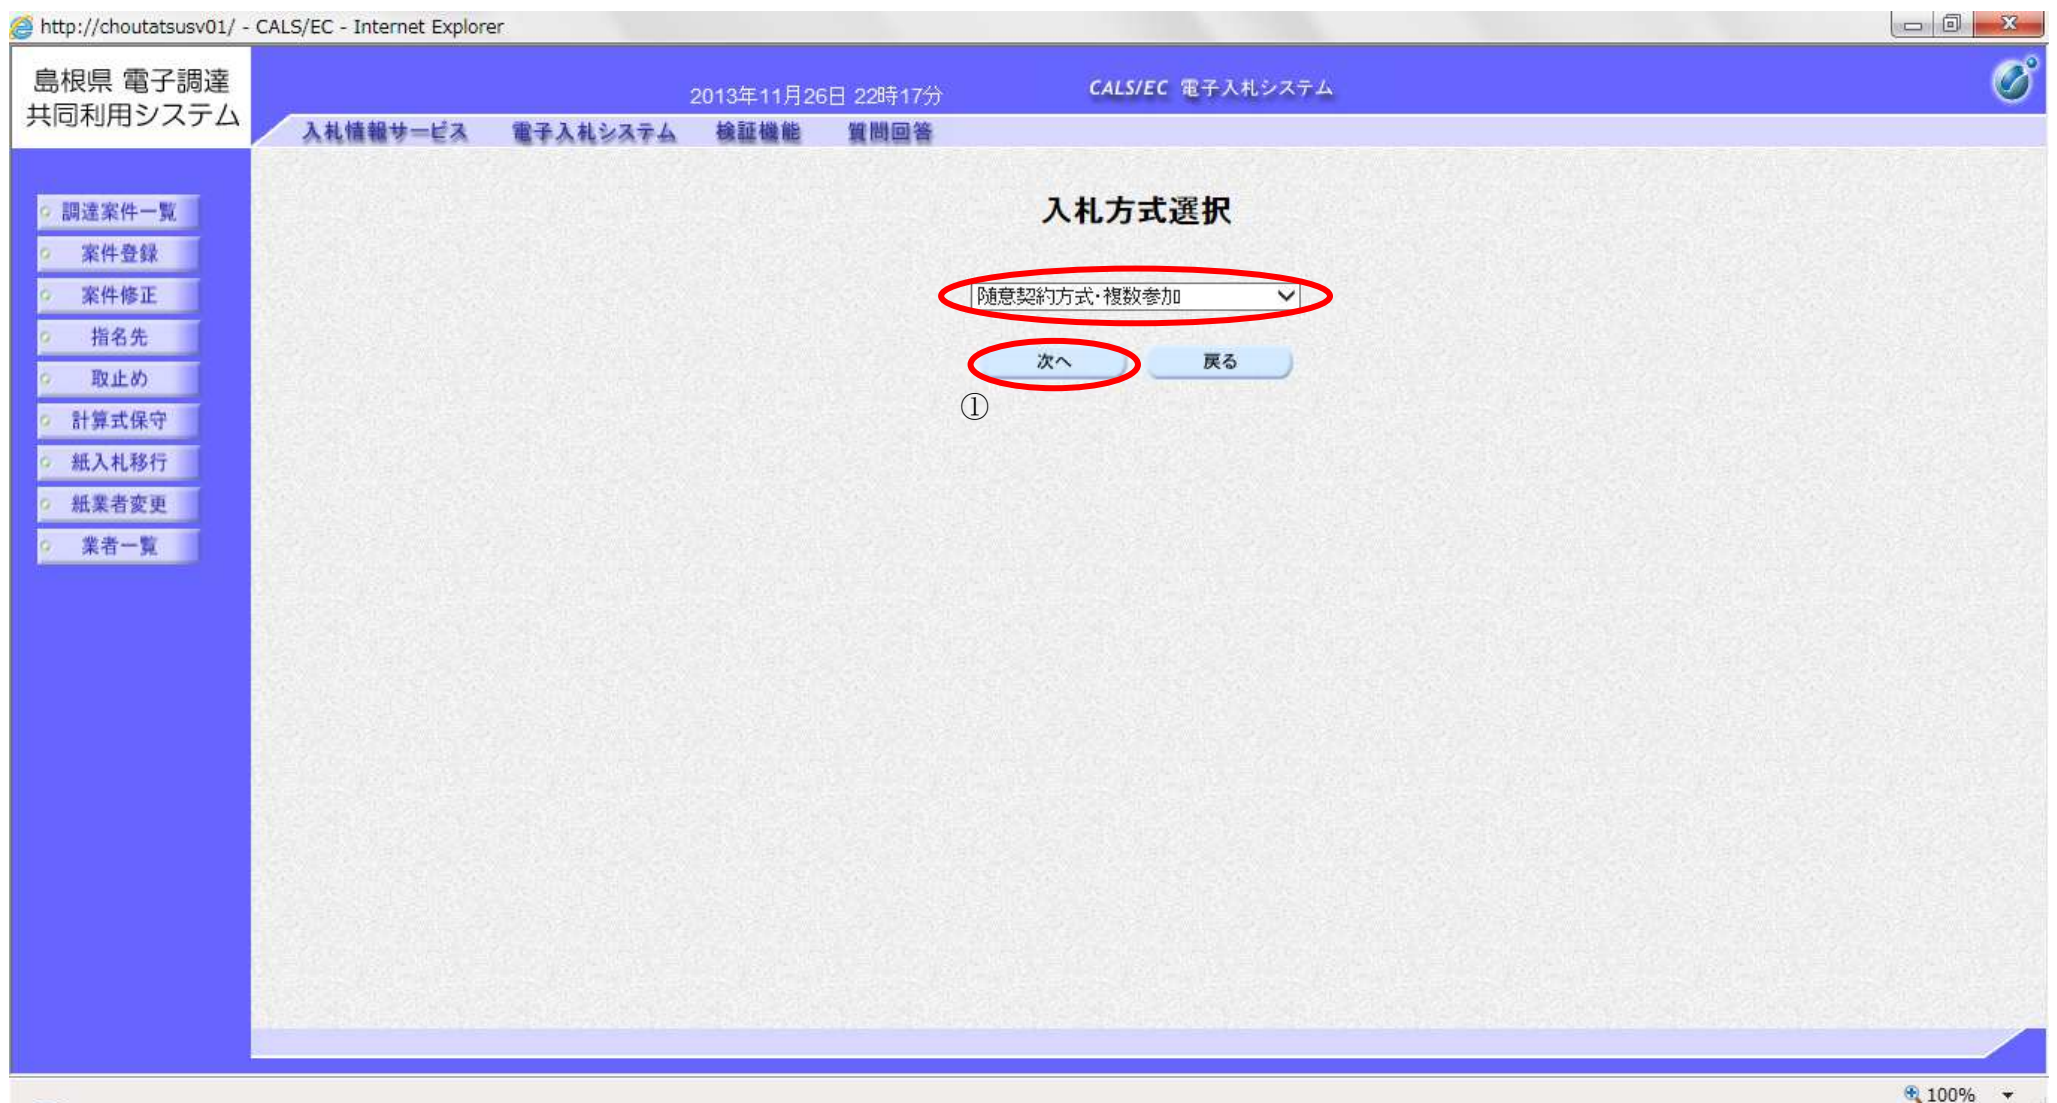 http://choutatsusv01/ - CALS/EC - Internet Explorer
島根県 電子調達
共同利用システム
2013年11月26日 22時17分
CALS/EC 電子入札システム
入札情報サービス 電子入札システム 検証機能 質問回答
調達案件一覧
案件登録
案件修正
指名先
取止め
計算式保守
紙入札移行
紙業者変更
業者一覧
入札方式選択
随意契約方式・複数参加
次へ 戻る
①
100%